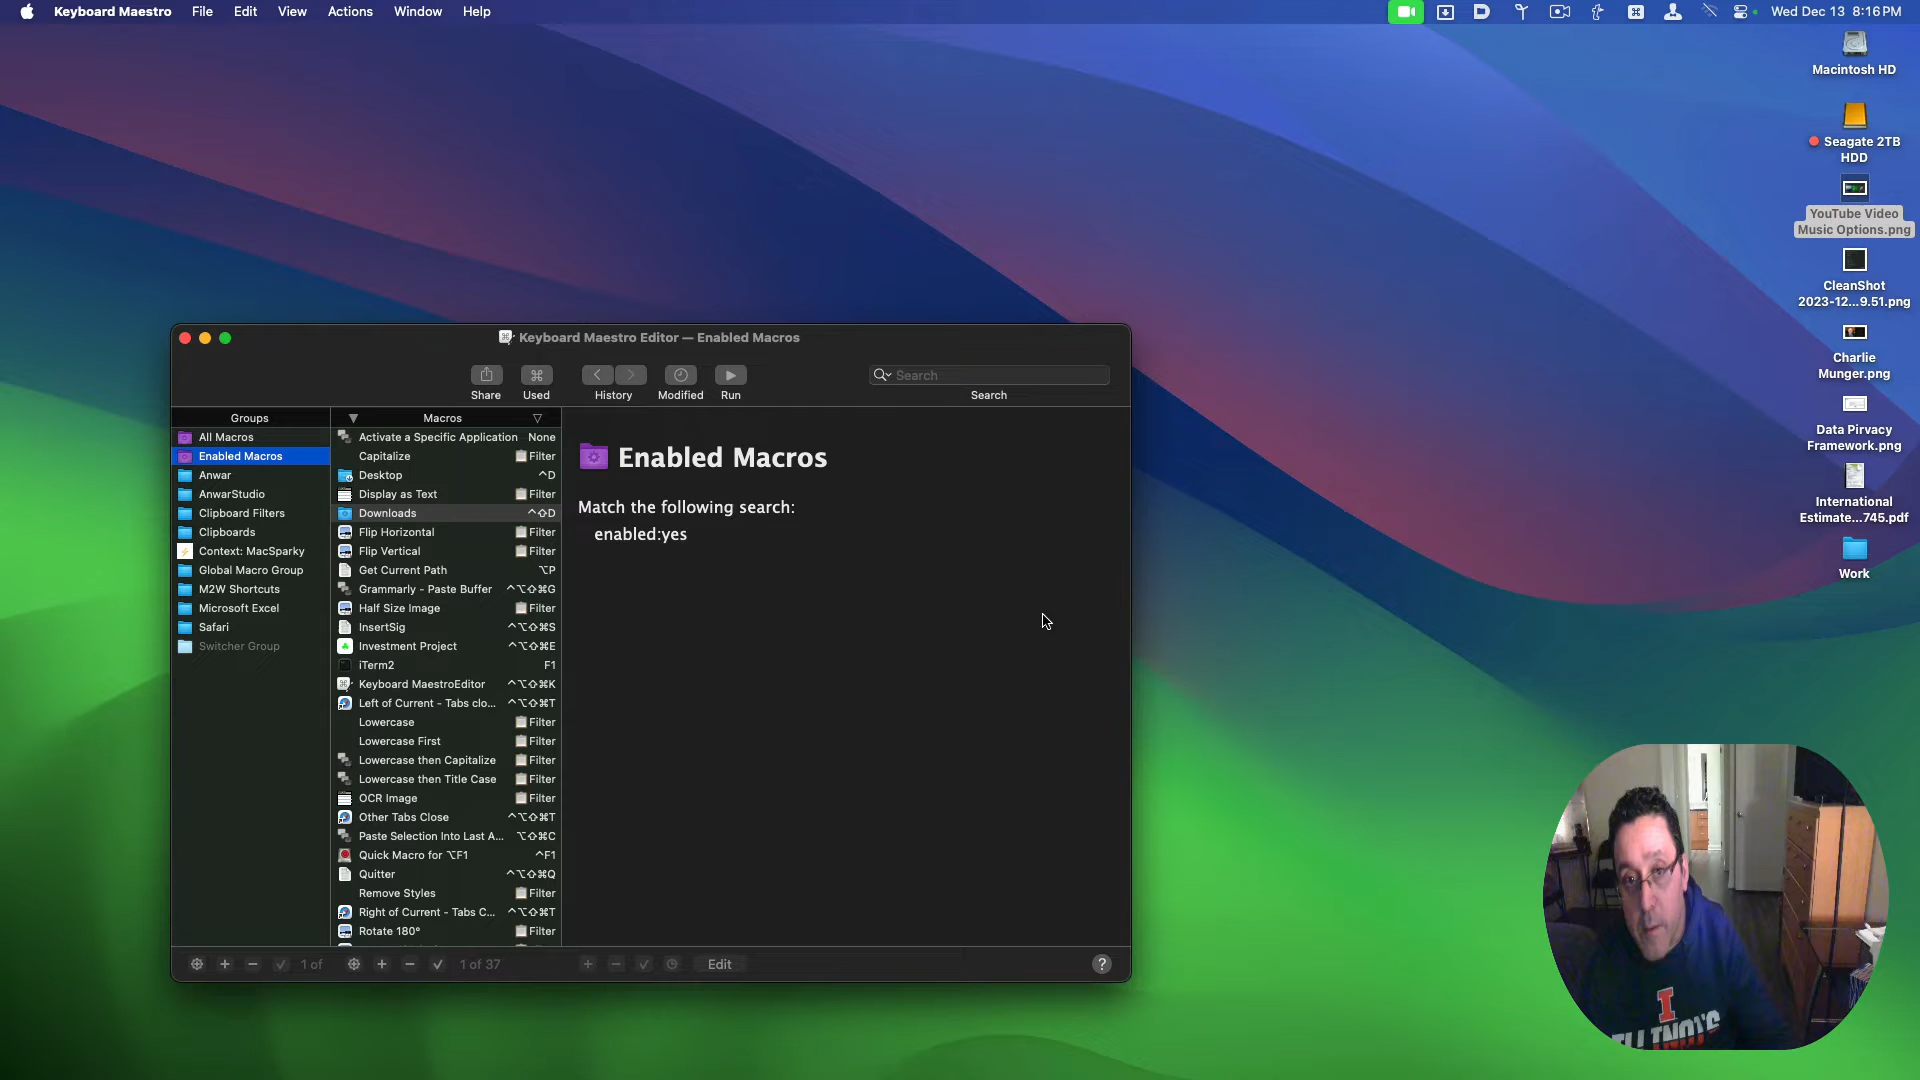 Keyboard Maestro File Edit View Actions Window Help
Wed Dec 13 8:16 PM
Macintosh HD
Seagate 2TB
HDD
YouTube Video
Music Options.png
CleanShot
2023-12...9.51.png
Charlie
Munger.png
Data Pirvacy
Framework.png
International
Estimate...745.pdf
Work
Keyboard Maestro Editor — Enabled Macros
Share Used History Modified Run
Search
Search
Groups
All Macros
Enabled Macros
Anwar
AnwarStudio
Clipboard Filters
Clipboards
Context: MacSparky
Global Macro Group
M2W Shortcuts
Microsoft Excel
Safari
Switcher Group
Macros
Activate a Specific Application None
Capitalize Filter
Desktop ^D
Display as Text Filter
Downloads ^⇧D
Flip Horizontal Filter
Flip Vertical Filter
Get Current Path ⌥P
Grammarly - Paste Buffer ^⌥⇧⌘G
Half Size Image Filter
InsertSig ^⌥⇧⌘S
Investment Project ^⌥⇧⌘E
iTerm2 F1
Keyboard MaestroEditor ^⌥⇧⌘K
Left of Current - Tabs clo... ^⌥⇧⌘T
Lowercase Filter
Lowercase First Filter
Lowercase then Capitalize Filter
Lowercase then Title Case Filter
OCR Image Filter
Other Tabs Close ^⌥⇧⌘T
Paste Selection Into Last A... ⌥⇧⌘C
Quick Macro for ⌥F1 ^F1
Quitter ^⌥⇧⌘Q
Remove Styles Filter
Right of Current - Tabs C... ^⌥⇧⌘T
Rotate 180° Filter
Enabled Macros
Match the following search:
enabled:yes
1 of
1 of 37
Edit
?
I
ILLINOIS